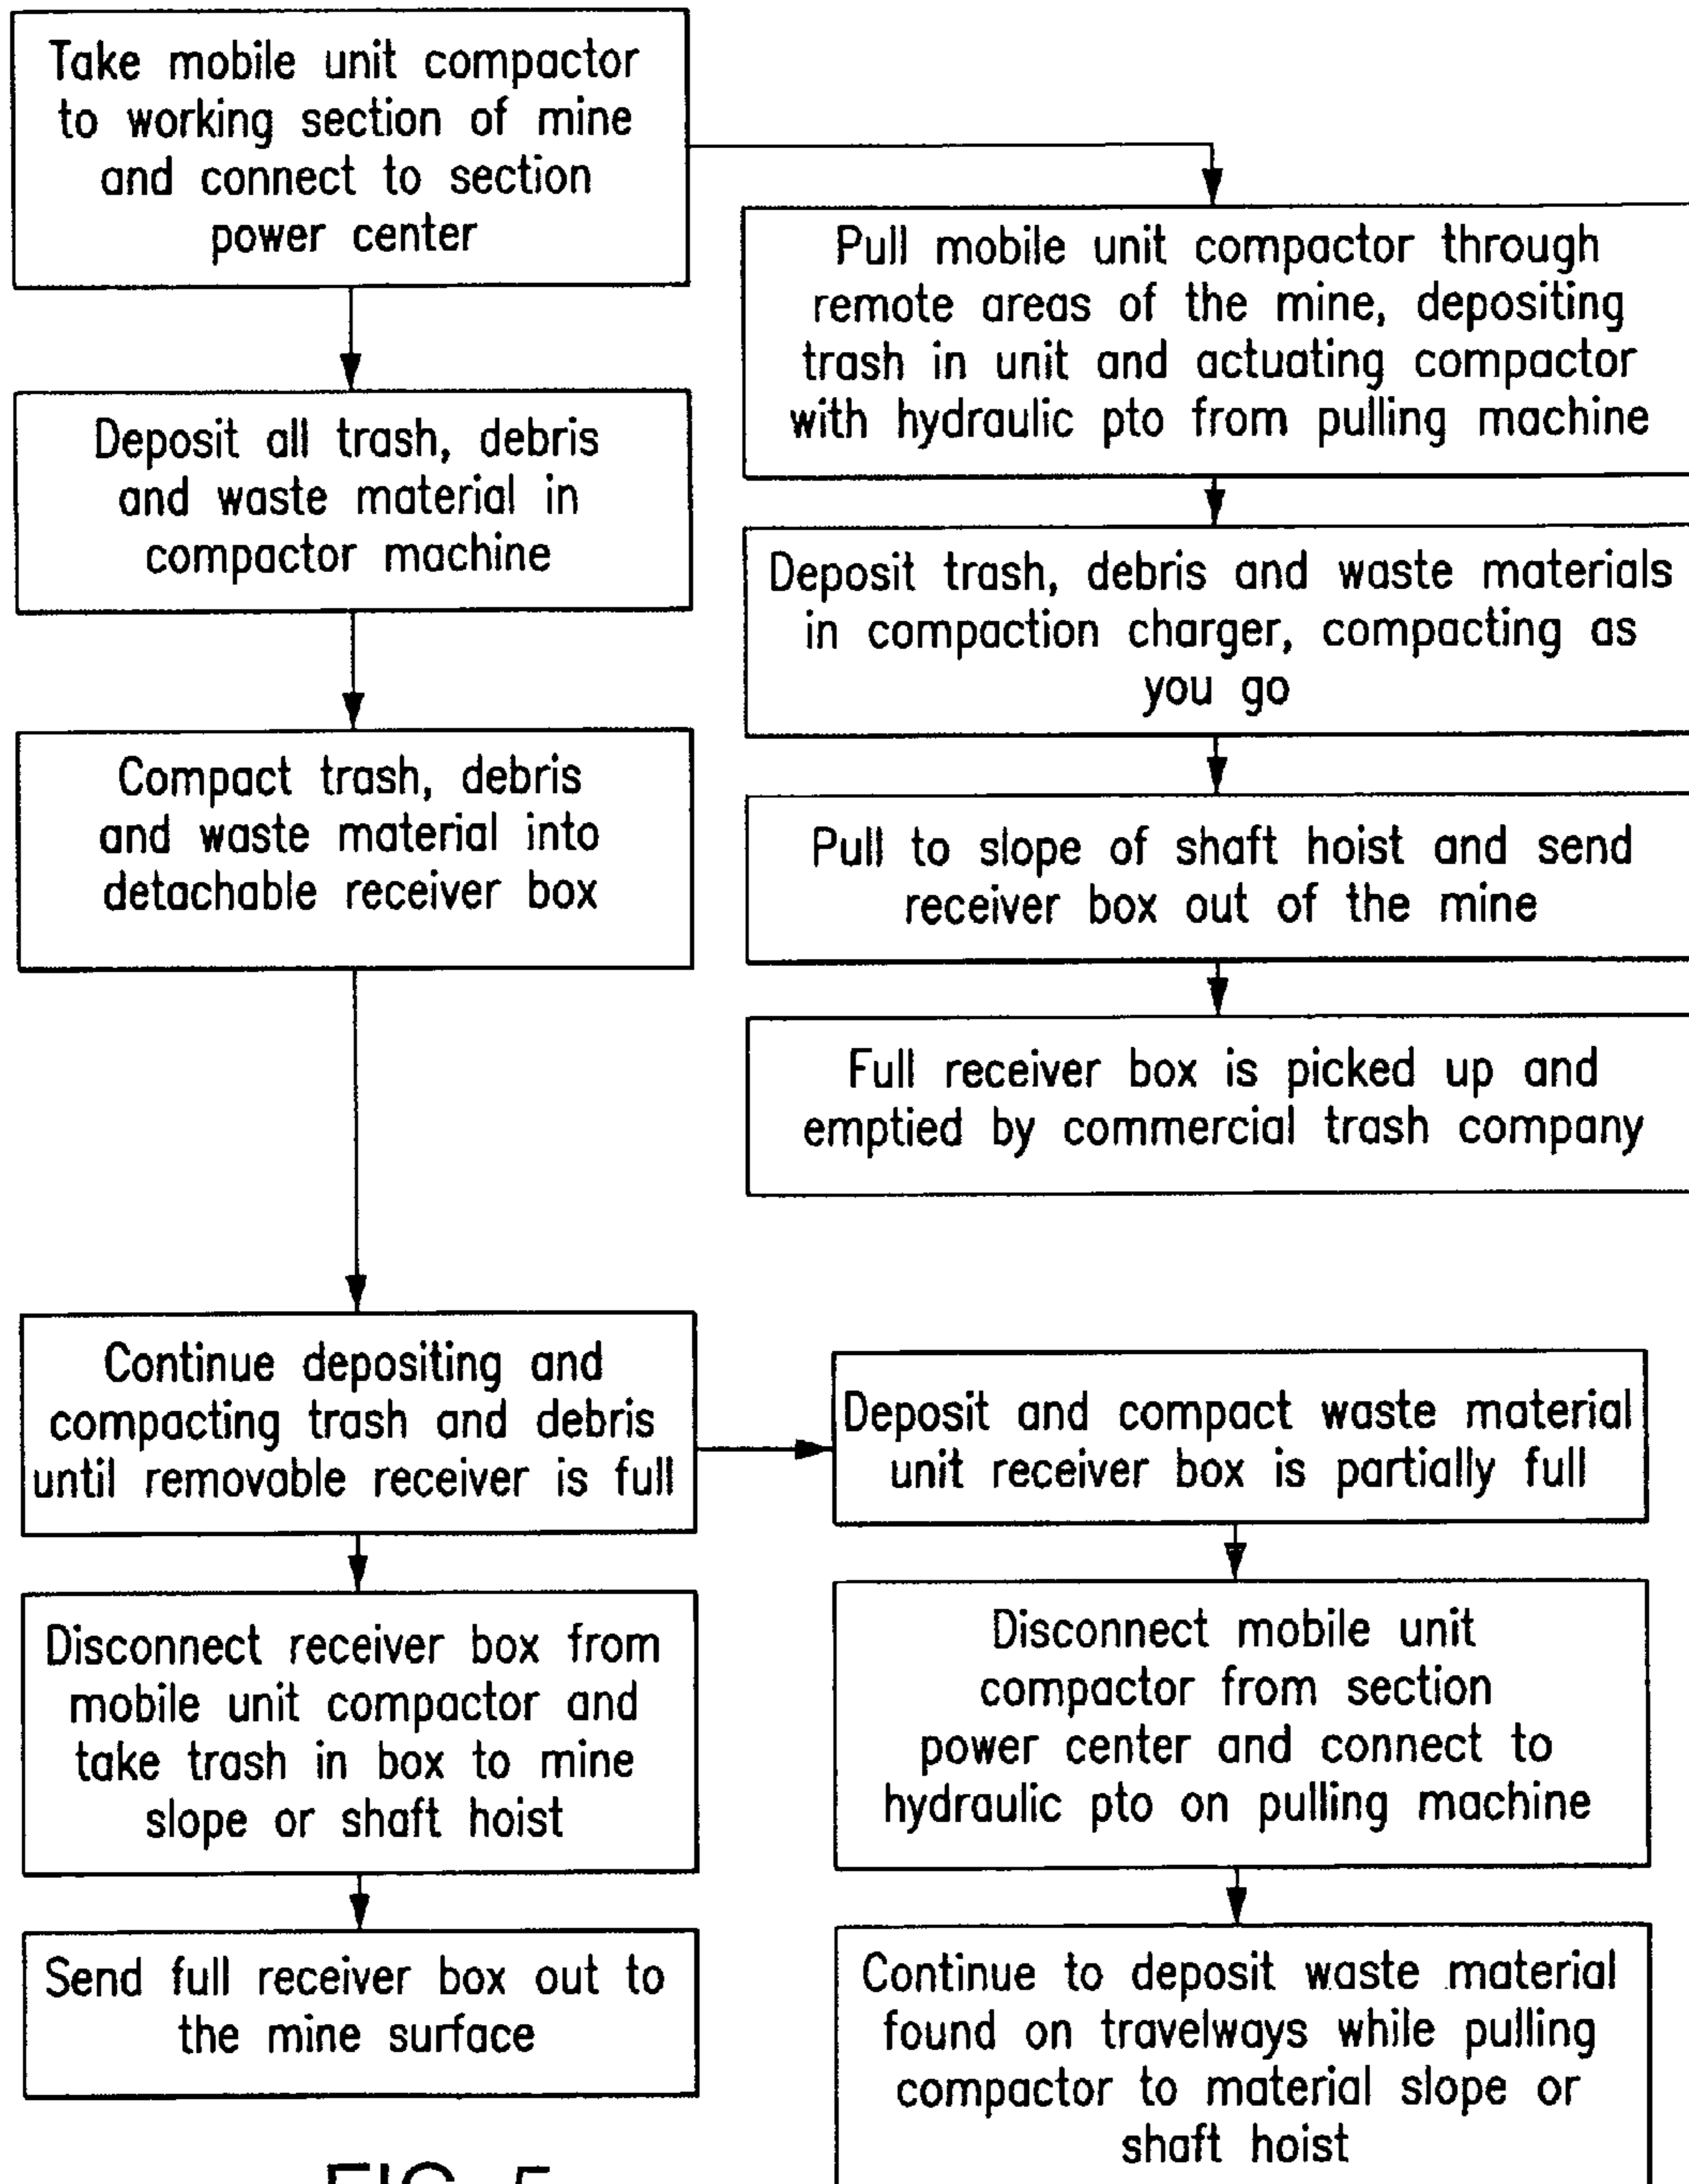 Take mobile unit compactor
to working section of mine
and connect to section
power center
Pull mobile unit compactor through
remote areas of the mine, depositing
trash in unit and actuating compactor
with hydraulic pto from pulling machine
Deposit all trash, debris
and waste material in
compactor machine
Deposit trash, debris and waste materials
in compaction charger, compacting as
you go
Compact trash, debris
and waste material into
detachable receiver box
Pull to slope of shaft hoist and send
receiver box out of the mine
Full receiver box is picked up and
emptied by commercial trash company
Continue depositing and
compacting trash and debris
until removable receiver is full
Deposit and compact waste material
unit receiver box is partially full
Disconnect receiver box from
mobile unit compactor and
take trash in box to mine
slope or shaft hoist
Disconnect mobile unit
compactor from section
power center and connect to
hydraulic pto on pulling machine
Send full receiver box out to
the mine surface
Continue to deposit waste material
found on travelways while pulling
compactor to material slope or
shaft hoist
FIG. 5